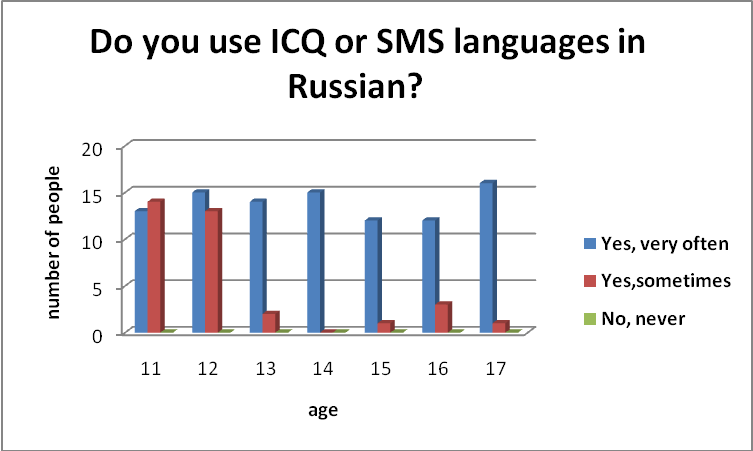 Do you use ICQ or SMS languages in
Russian?
number of people
20
15
10
5
0
11 12 13 14 15 16 17
age
Yes, very often
Yes,sometimes
No, never